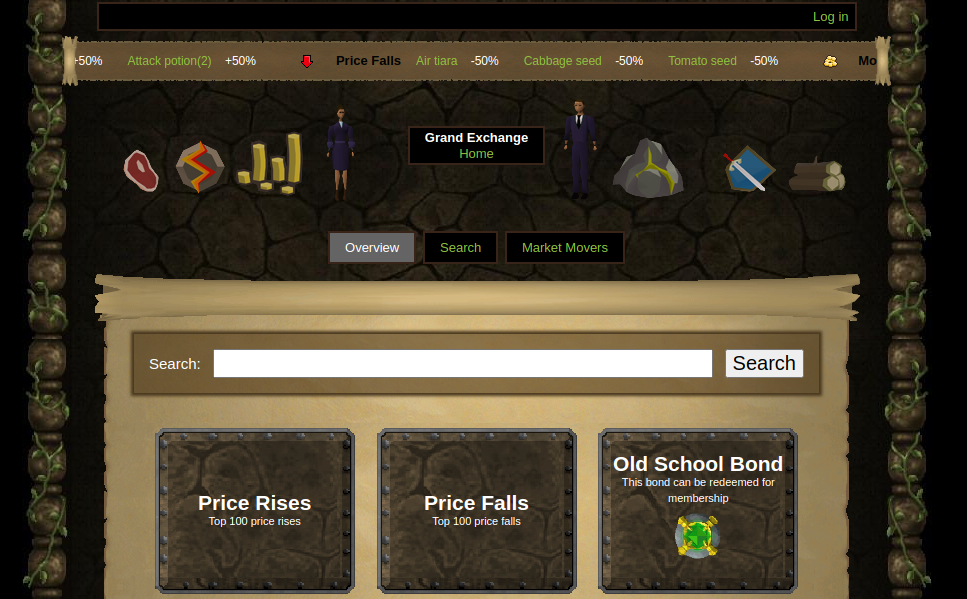 Log in
+50% Attack potion(2) +50% Price Falls Air tiara -50% Cabbage seed -50% Tomato seed -50% Mo
Grand Exchange
Home
Overview Search Market Movers
Search: Search
Price Rises
Top 100 price rises
Price Falls
Top 100 price falls
Old School Bond
This bond can be redeemed for
membership